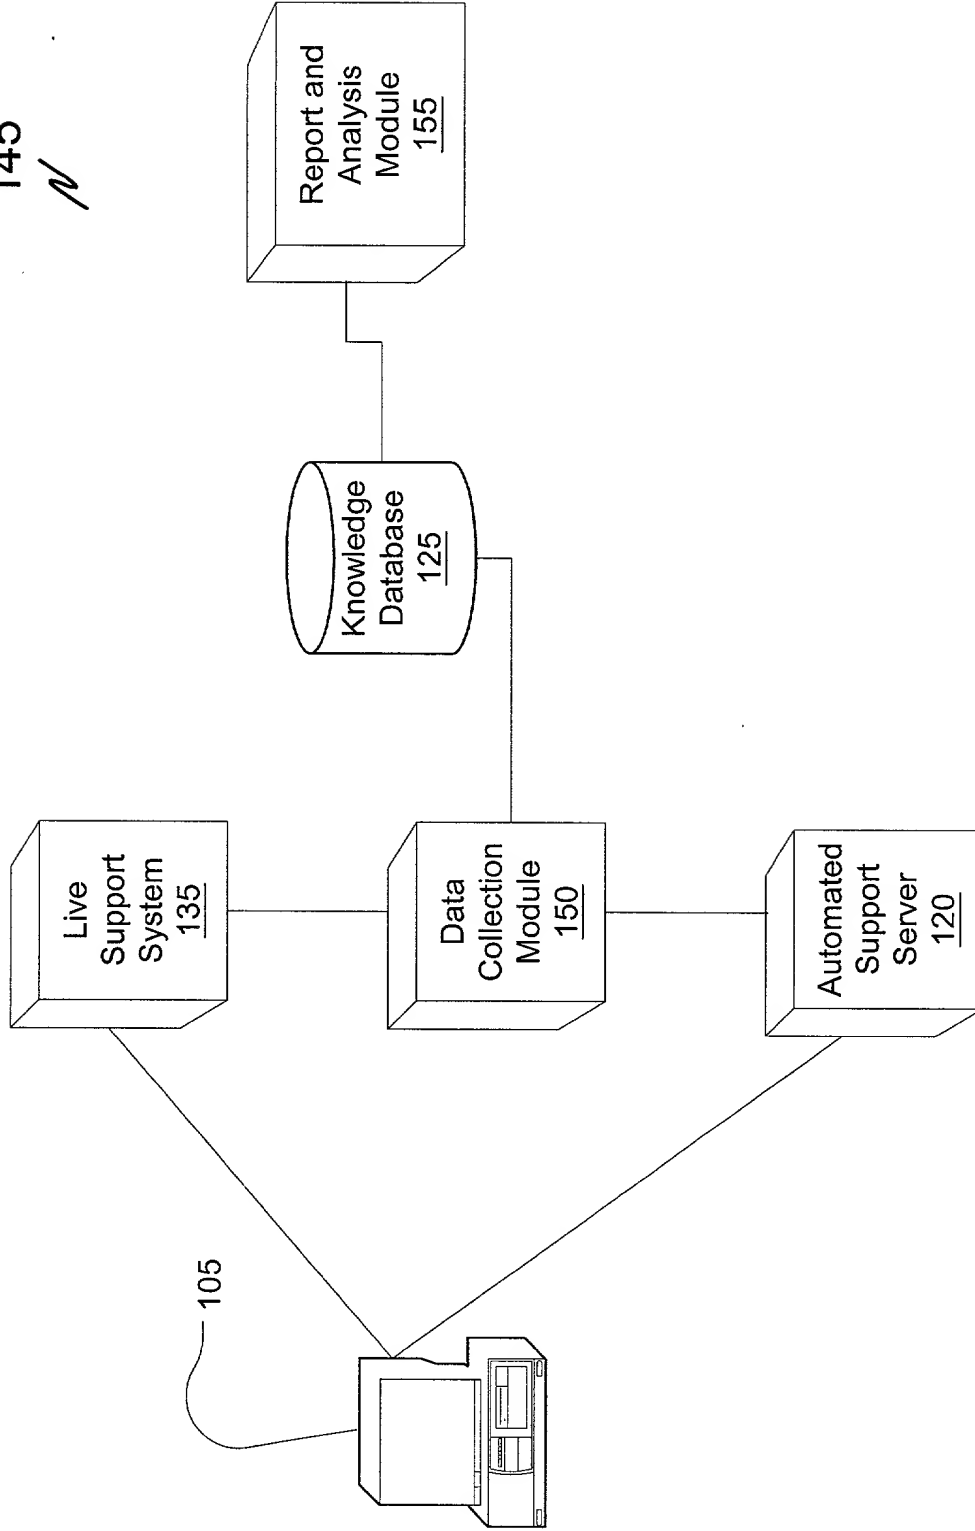 145
105
Live
Support
System
135
Data
Collection
Module
150
Automated
Support
Server
120
Knowledge
Database
125
Report and
Analysis
Module
155